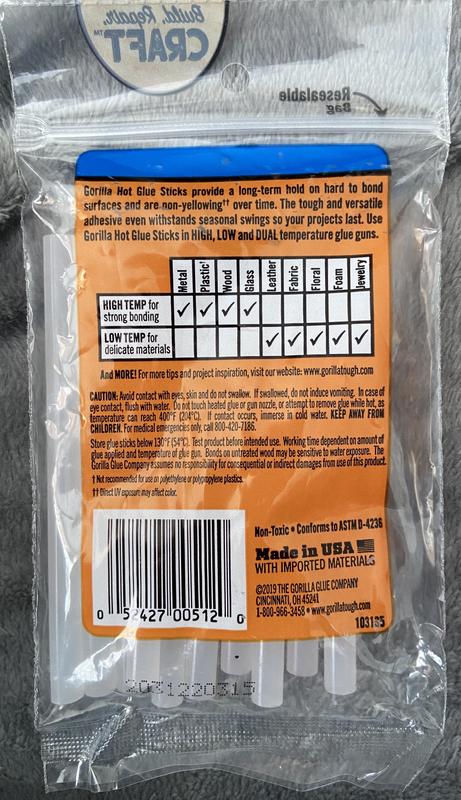 Build. Repair.
CRAFT™
Resealable
Bag
Gorilla Hot Glue Sticks provide a long-term hold on hard to bond
surfaces and are non-yellowing†† over time. The tough and versatile
adhesive even withstands seasonal swings so your projects last. Use
Gorilla Hot Glue Sticks in HIGH, LOW and DUAL temperature glue guns.
Metal Plastic† Wood Glass Leather Fabric Floral Foam Jewelry
HIGH TEMP for
strong bonding ✓ ✓ ✓ ✓
LOW TEMP for
delicate materials ✓ ✓ ✓ ✓ ✓
And MORE! For more tips and project inspiration, visit our website: www.gorillatough.com
CAUTION: Avoid contact with eyes, skin and do not swallow. If swallowed, do not induce vomiting. In case of
eye contact, flush with water. Do not touch heated glue or gun nozzle, or attempt to remove glue while hot, as
temperature can reach 400°F (204°C). If contact occurs, immerse in cold water. KEEP AWAY FROM
CHILDREN. For medical emergencies only, call 800-420-7186.
Store glue sticks below 130°F (54°C). Test product before intended use. Working time dependent on amount of
glue applied and temperature of glue gun. Bonds on untreated wood may be sensitive to water exposure. The
Gorilla Glue Company assumes no responsibility for consequential or indirect damages from use of this product.
† Not recommended for use on polyethylene or polypropylene plastics.
†† Direct UV exposure may affect color.
Non-Toxic • Conforms to ASTM D-4236
Made in USA
WITH IMPORTED MATERIALS
©2019 THE GORILLA GLUE COMPANY
CINCINNATI, OH 45241
1-800-966-3458 • www.gorillatough.com
0 52427 00512 0
103185
2031220315